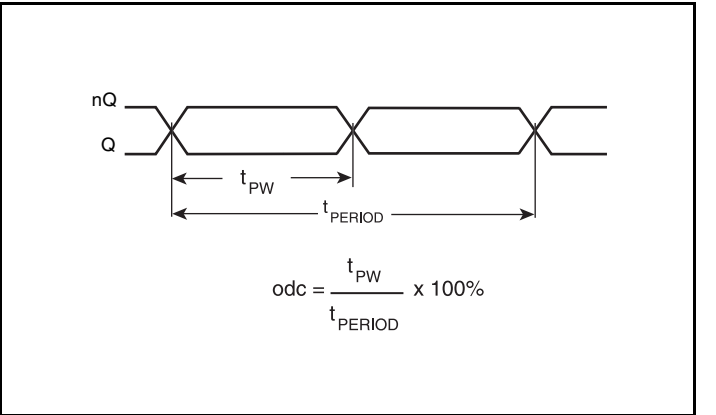 nQ
Q
tPW
tPERIOD
odc = tPW / tPERIOD x 100%